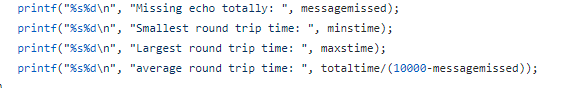 printf("%s%d\n", "Missing echo totally: ", messagemissed);
printf("%s%d\n", "Smallest round trip time: ", minstime);
printf("%s%d\n", "Largest round trip time: ", maxstime);
printf("%s%d\n", "average round trip time: ", totaltime/(10000-messagemissed));